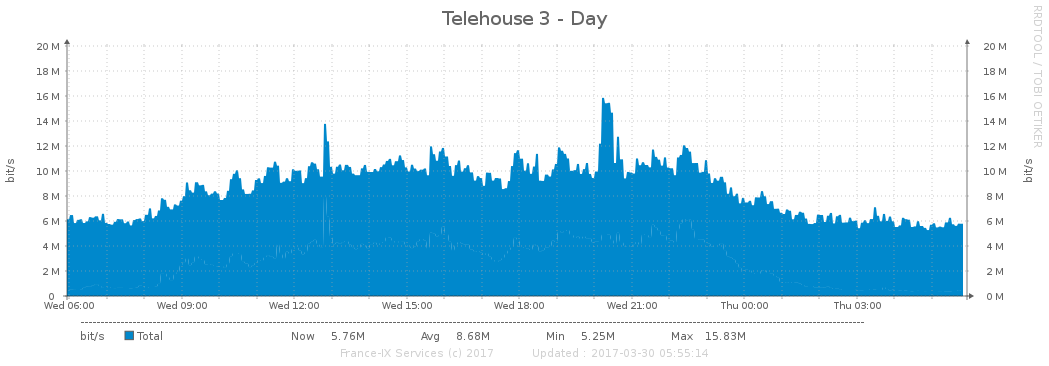 Telehouse 3 - Day
RRDTOOL / TOBI OETIKER
bit/s
20 M 20 M
18 M 18 M
16 M 16 M
14 M 14 M
12 M 12 M
10 M 10 M
8 M 8 M
6 M 6 M
4 M 4 M
2 M 2 M
0 0 M
bit/s
Wed 06:00 Wed 09:00 Wed 12:00 Wed 15:00 Wed 18:00 Wed 21:00 Thu 00:00 Thu 03:00
bit/s Total Now 5.76M Avg 8.68M Min 5.25M Max 15.83M
France-IX Services (c) 2017 Updated : 2017-03-30 05:55:14